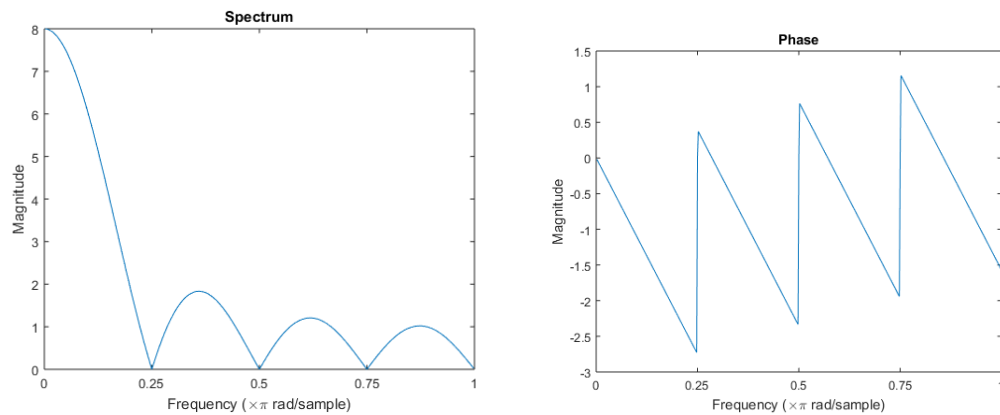 Spectrum
Magnitude
8
7
6
5
4
3
2
1
0
0 0.25 0.5 0.75 1
Frequency (×π rad/sample)
Phase
Magnitude
1.5
1
0.5
0
-0.5
-1
-1.5
-2
-2.5
-3
0 0.25 0.5 0.75 1
Frequency (×π rad/sample)